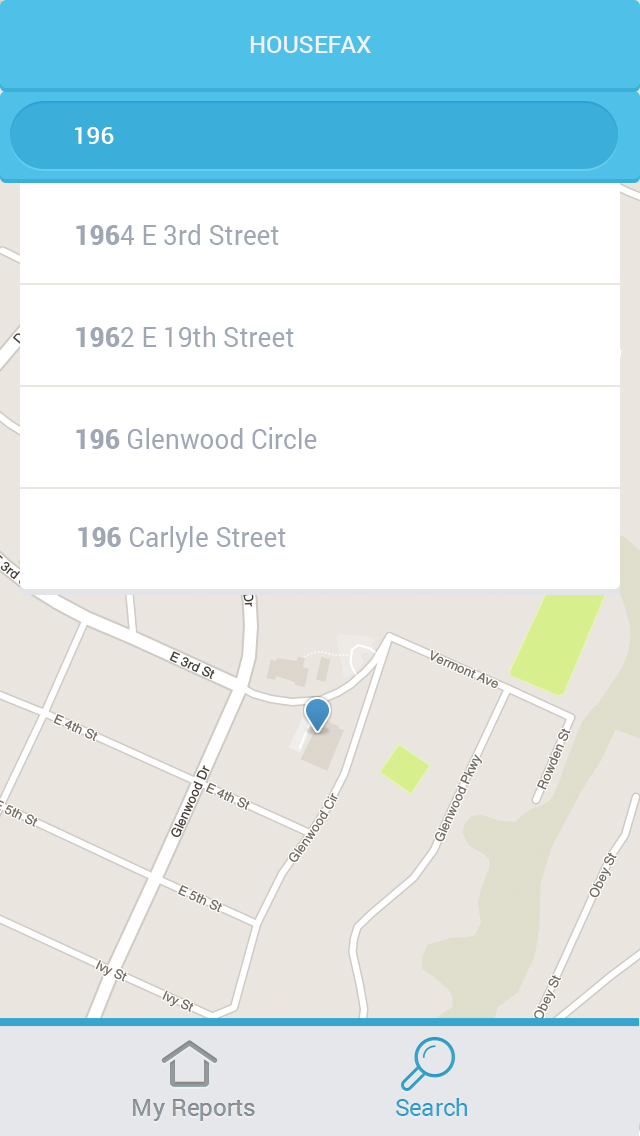 HOUSEFAX
196
1964 E 3rd Street
1962 E 19th Street
196 Glenwood Circle
196 Carlyle Street
3rd
Dr
E 3rd St
Vermont Ave
E 4th St
Rowden St
Glenwood Pkwy
Glenwood Dr
E 4th St
Glenwood Cir
E 5th St
Obey St
E 5th St
Ivy St
Ivy St
Obey St
My Reports
Search